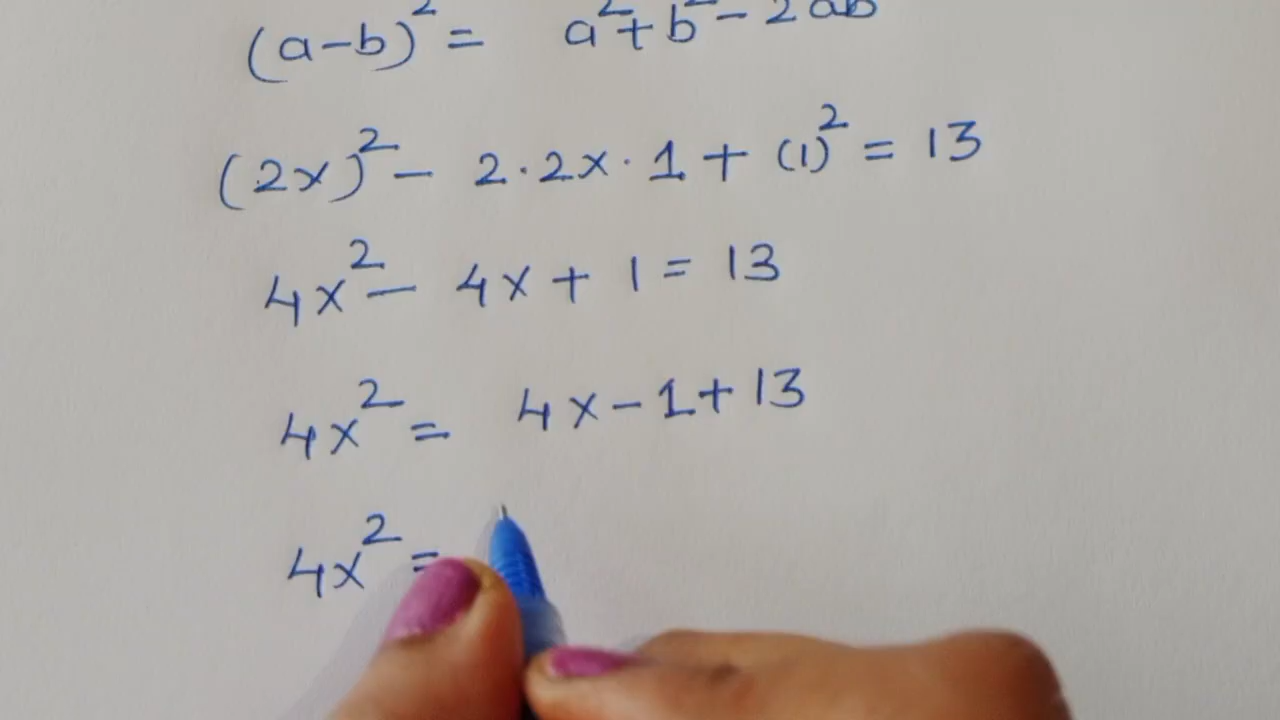 (a-b)² = a²+b²-2ab
(2x)² - 2·2x·1 + (1)² = 13
4x² - 4x + 1 = 13
4x² = 4x-1+13
4x² =